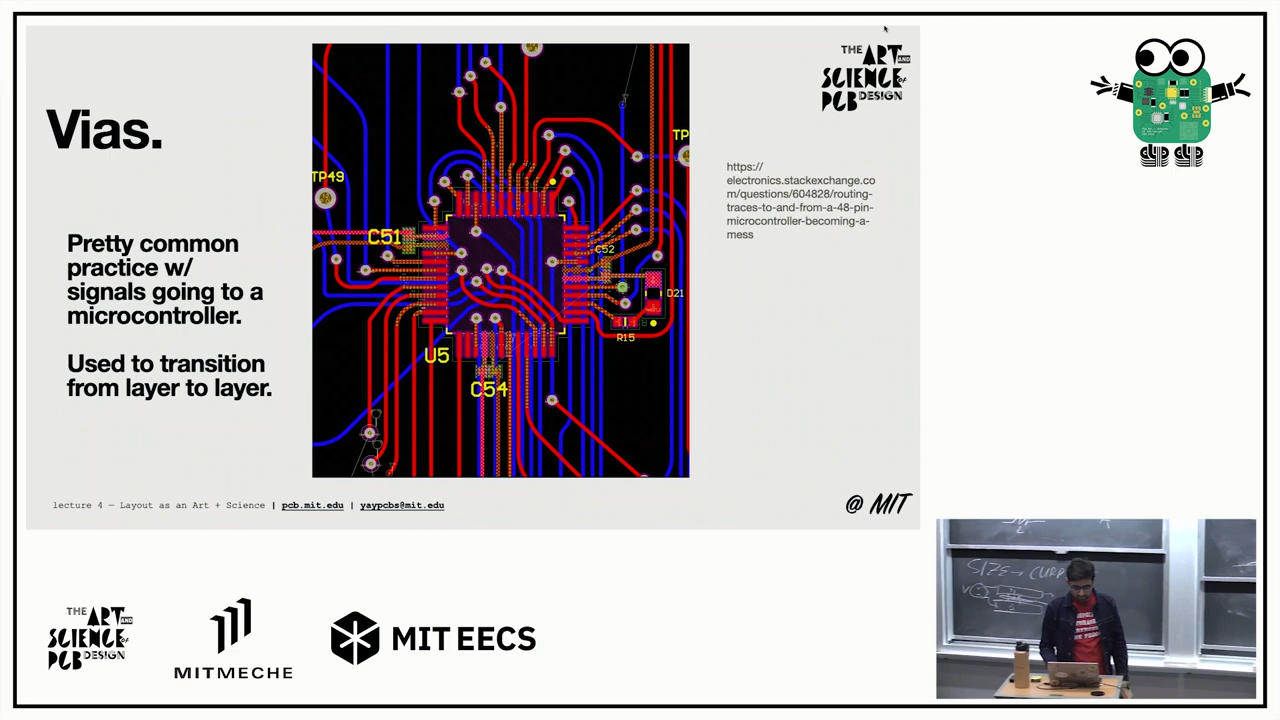 Vias.
Pretty common
practice w/
signals going to a
microcontroller.
Used to transition
from layer to layer.
TP49
C51
U5
C54
C52
D21
R15
TP
THE ART AND
SCIENCE of
PCB DESIGN
https://
electronics.stackexchange.co
m/questions/604828/routing-
traces-to-and-from-a-48-pin-
microcontroller-becoming-a-
mess
lecture 4 — Layout as an Art + Science | pcb.mit.edu | yaypcbs@mit.edu
@ MIT
SIZE → CURR
THE ART AND
SCIENCE of
PCB DESIGN
MITMECHE
MIT EECS